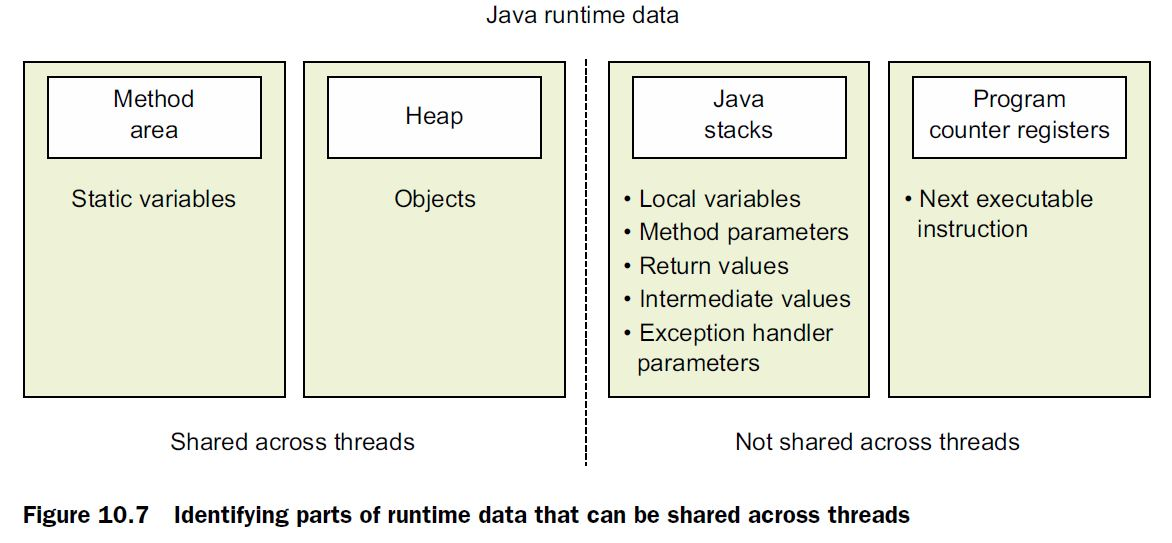 Java runtime data
Method
area
Static variables
Heap
Objects
Java
stacks
• Local variables
• Method parameters
• Return values
• Intermediate values
• Exception handler
parameters
Program
counter registers
• Next executable
instruction
Shared across threads
Not shared across threads
Figure 10.7 Identifying parts of runtime data that can be shared across threads